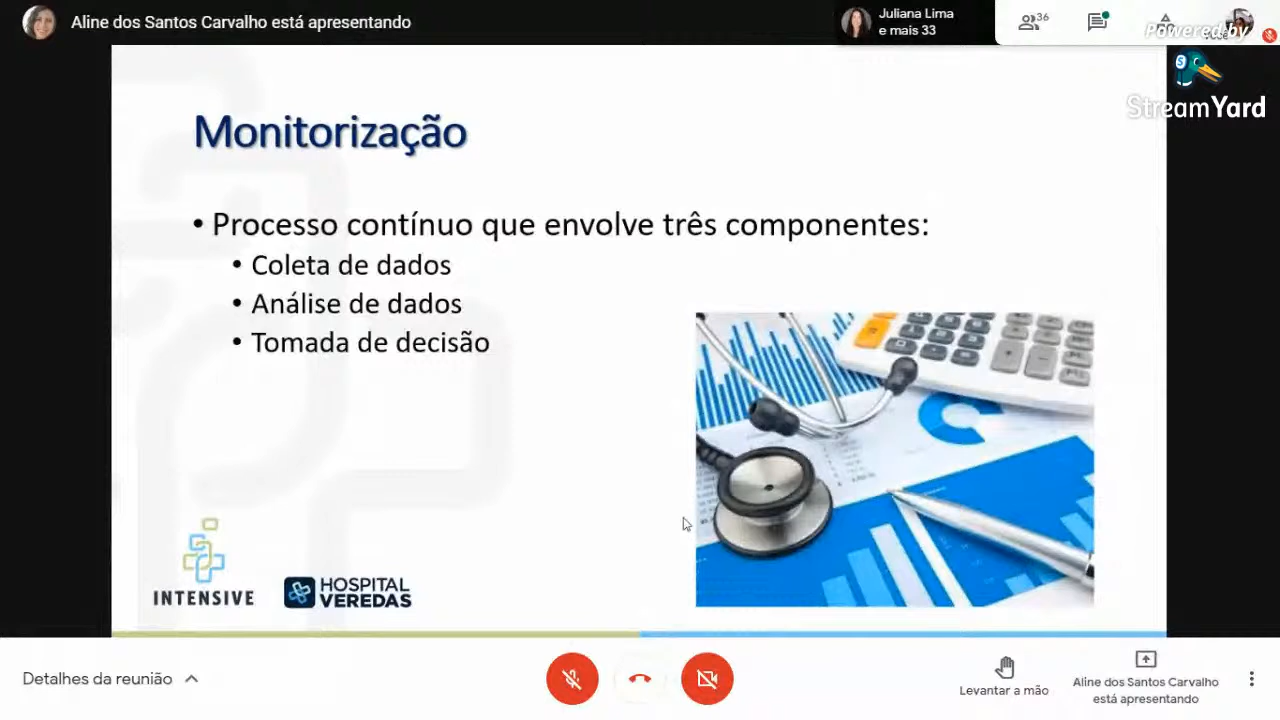 Aline dos Santos Carvalho está apresentando
Juliana Lima
e mais 33
36
Powered by
StreamYard
Monitorização
• Processo contínuo que envolve três componentes:
• Coleta de dados
• Análise de dados
• Tomada de decisão
INTENSIVE
HOSPITAL
VEREDAS
Detalhes da reunião
Levantar a mão
Aline dos Santos Carvalho
está apresentando